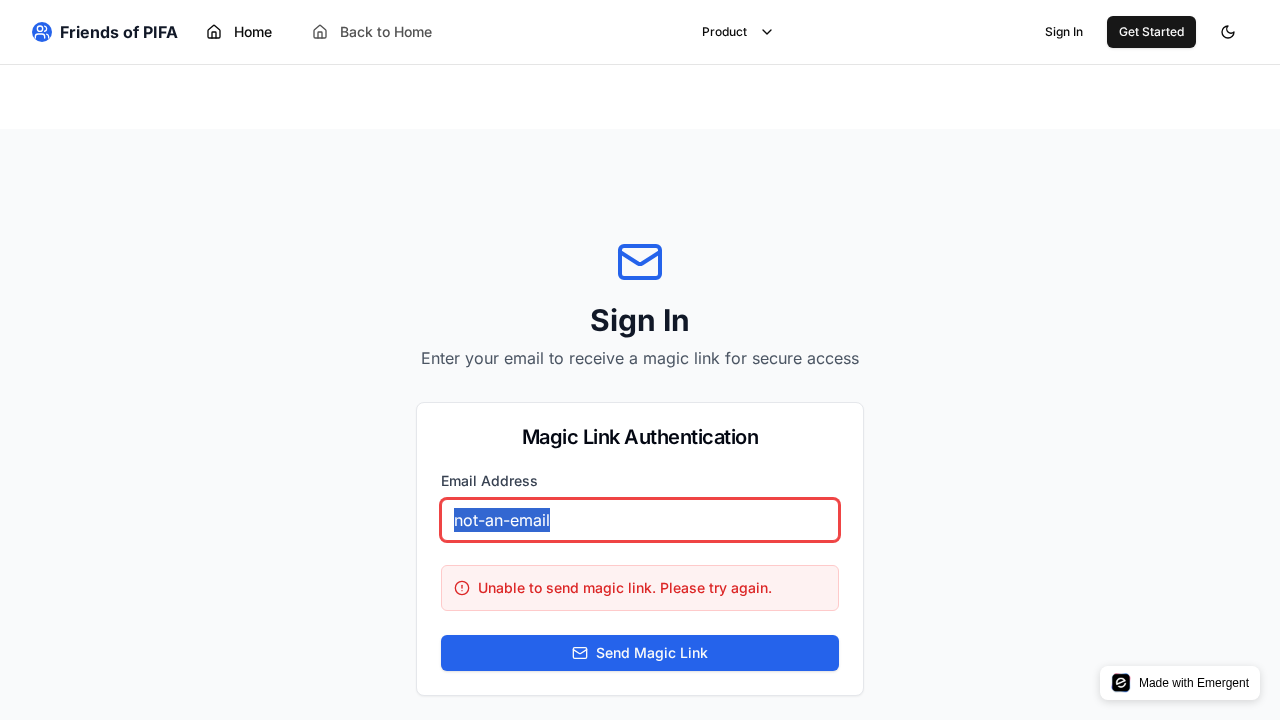 Friends of PIFA
Home
Back to Home
Product
Sign In
Get Started
Sign In
Enter your email to receive a magic link for secure access
Magic Link Authentication
Email Address
not-an-email
Unable to send magic link. Please try again.
Send Magic Link
Made with Emergent